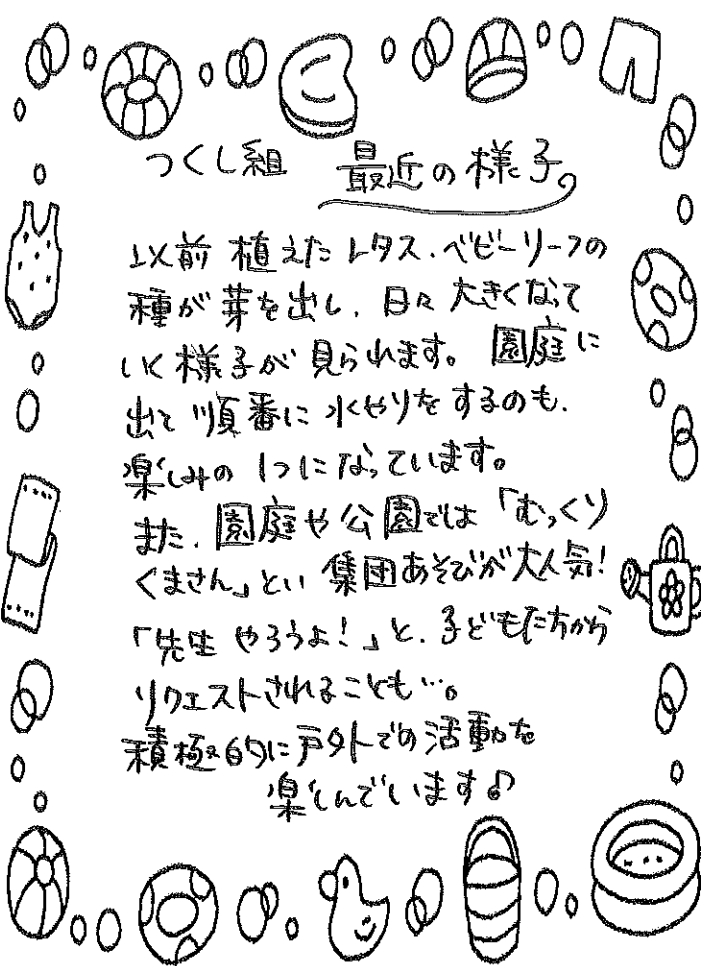 つくし組 最近の様子
以前 植えた レタス．ベビーリーフの
種が芽を出し、日々 大きくなって
いく様子が 見られます。園庭に
出て 順番に 水やりを するのも、
楽しみの 1つになっています。
また、園庭や公園では「むっくり
くまさん」とい 集団あそびが大人気!
「先生 やろうよ!」と、子どもたちから
リクエストされることも…。
積極的に戸外での活動を
楽しんでいます♪